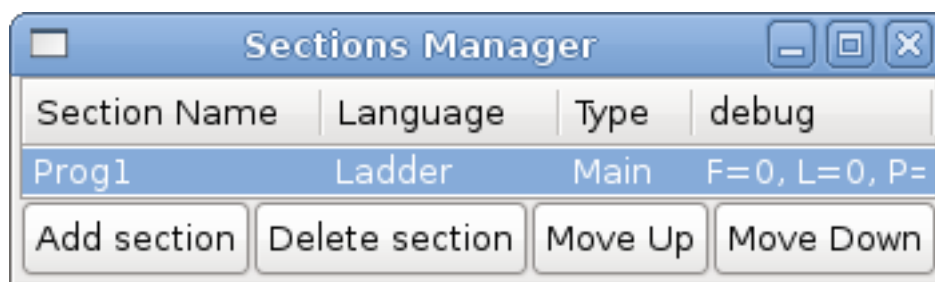 Sections Manager
Section Name Language Type debug
Prog1 Ladder Main F=0, L=0, P=
Add section Delete section Move Up Move Down